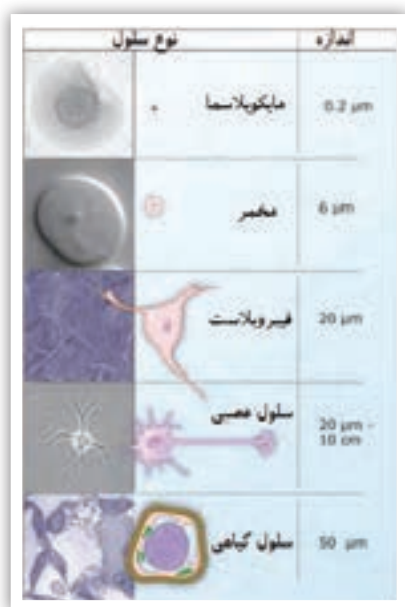 اندازه نوع سلول
مایکوپلاسما 0.2 µm
مخمر 6 µm
فیبروبلاست 20 µm
سلول عصبی 20 µm -
10 cm
سلول گیاهی 50 µm